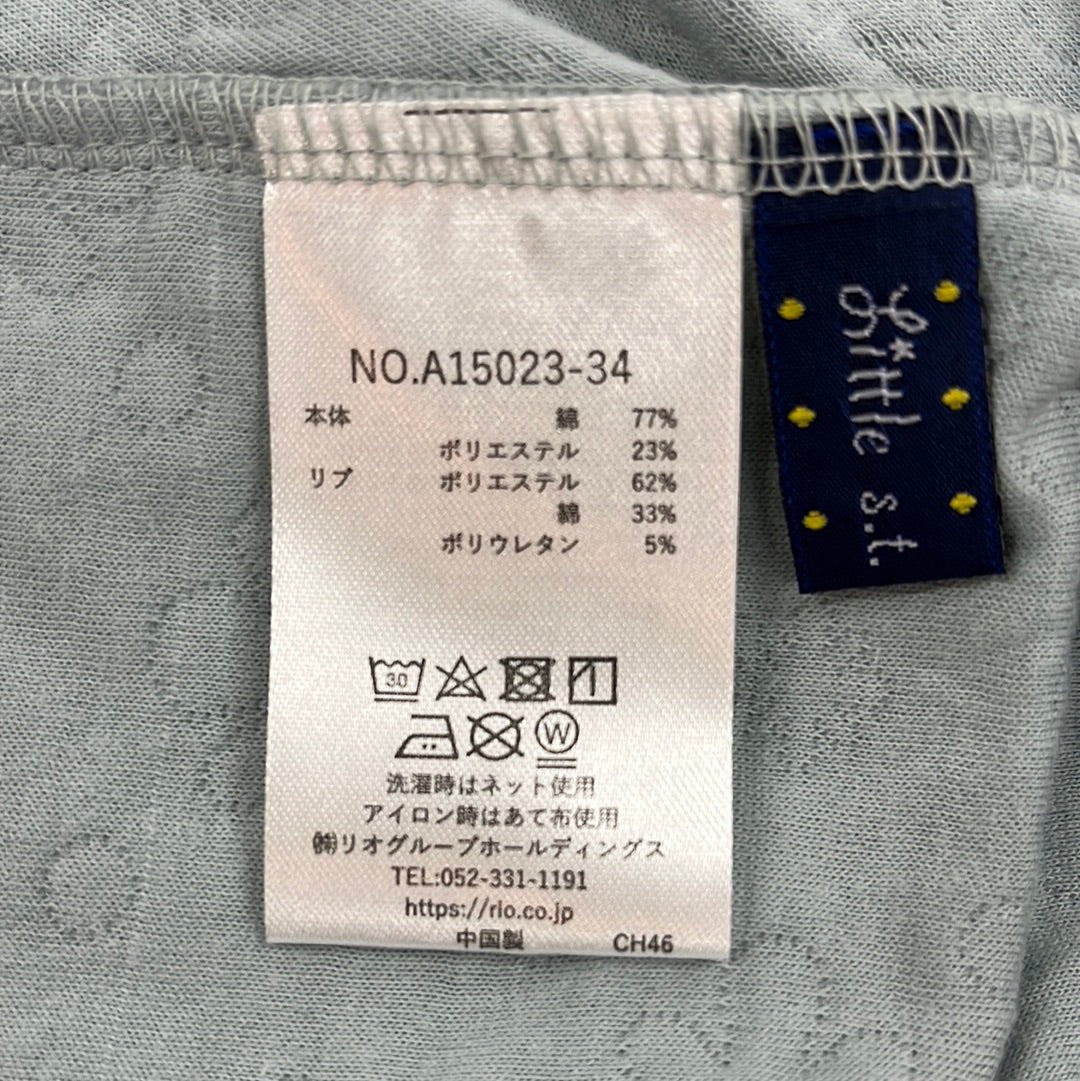 NO.A15023-34
本体 綿 77%
ポリエステル 23%
リブ ポリエステル 62%
綿 33%
ポリウレタン 5%
30
W
洗濯時はネット使用
アイロン時はあて布使用
㈱リオグループホールディングス
TEL:052-331-1191
https://rio.co.jp
中国製 CH46
Little s.t.